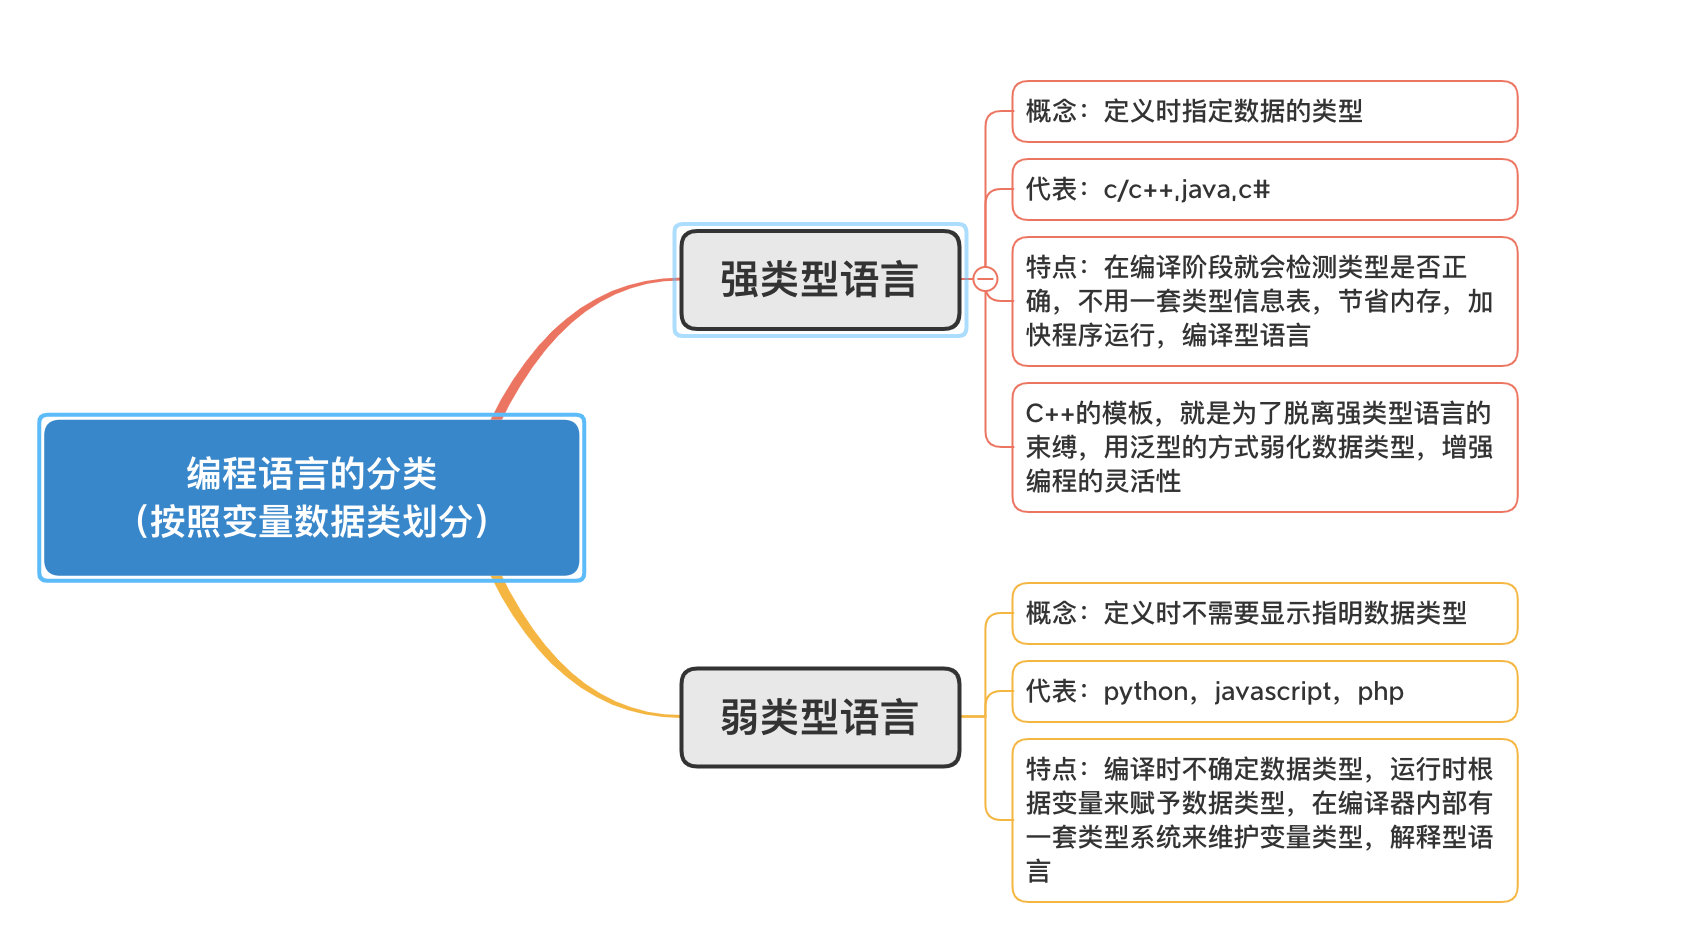 编程语言的分类
（按照变量数据类划分）
强类型语言
概念：定义时指定数据的类型
代表：c/c++,java,c#
特点：在编译阶段就会检测类型是否正
确，不用一套类型信息表，节省内存，加
快程序运行，编译型语言
C++的模板，就是为了脱离强类型语言的
束缚，用泛型的方式弱化数据类型，增强
编程的灵活性
弱类型语言
概念：定义时不需要显示指明数据类型
代表：python，javascript，php
特点：编译时不确定数据类型，运行时根
据变量来赋予数据类型，在编译器内部有
一套类型系统来维护变量类型，解释型语
言